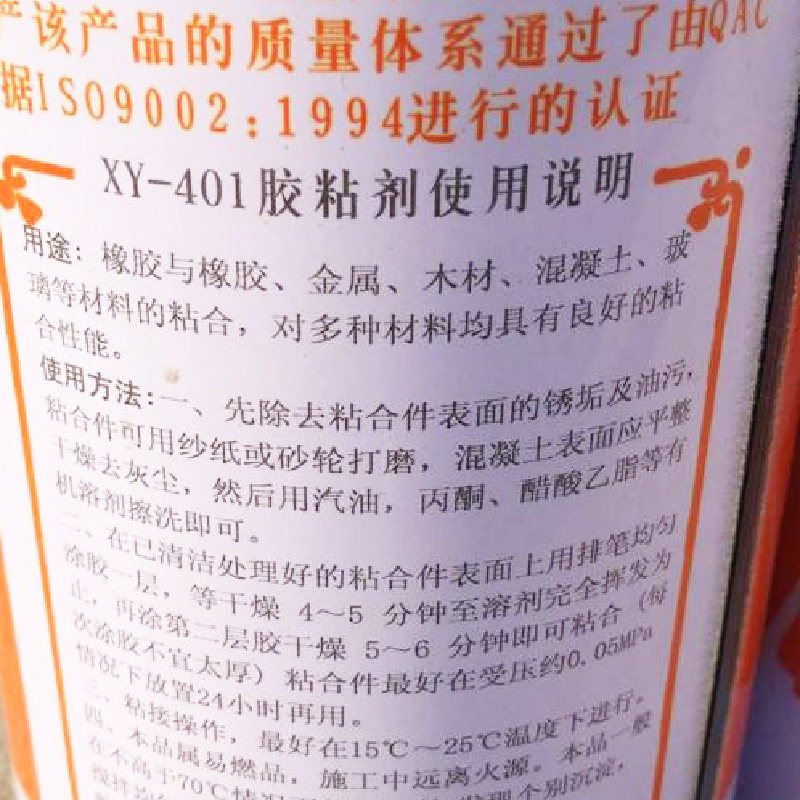 产该产品的质量体系通过了由QAC
据ISO9002:1994进行的认证
XY-401胶粘剂使用说明
用途：橡胶与橡胶、金属、木材、混凝土、玻
璃等材料的粘合，对多种材料均具有良好的粘
合性能。
使用方法：一、先除去粘合件表面的锈垢及油污，
粘合件可用纱纸或砂轮打磨，混凝土表面应平整
干燥去灰尘，然后用汽油，丙酮、醋酸乙脂等有
机溶剂擦洗即可。
二、在已清洁处理好的粘合件表面上用排笔均匀
涂胶一层，等干燥 4～5 分钟至溶剂完全挥发为
止，再涂第二层胶干燥 5～6 分钟即可粘合（每
次涂胶不宜太厚）粘合件最好在受压约0.05MPa
情况下放置24小时再用。
三、粘接操作，最好在15℃～25℃温度下进行。
四、本品属易燃品，施工中远离火源。本品一般
在不高于70℃情况
个别沉淀，
搅拌均